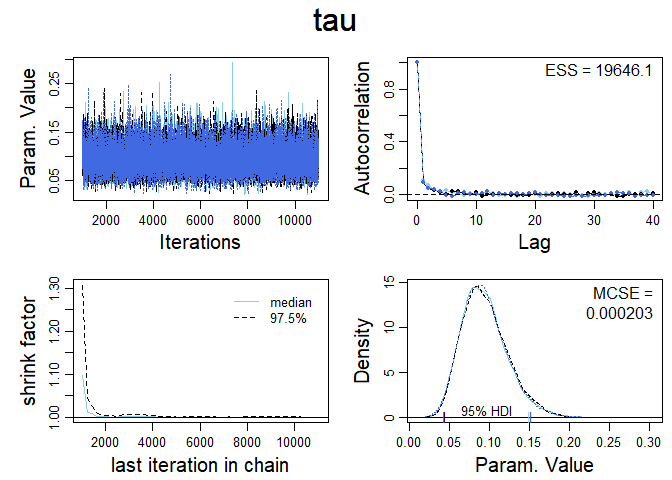 tau
Param. Value
0.05 0.15 0.25
2000 4000 6000 8000 10000
Iterations
Autocorrelation
0.0 0.4 0.8
ESS = 19646.1
0 10 20 30 40
Lag
shrink factor
1.00 1.10 1.20 1.30
median
97.5%
2000 4000 6000 8000 10000
last iteration in chain
Density
0 5 10 15
MCSE =
0.000203
95% HDI
0.00 0.05 0.10 0.15 0.20 0.25 0.30
Param. Value